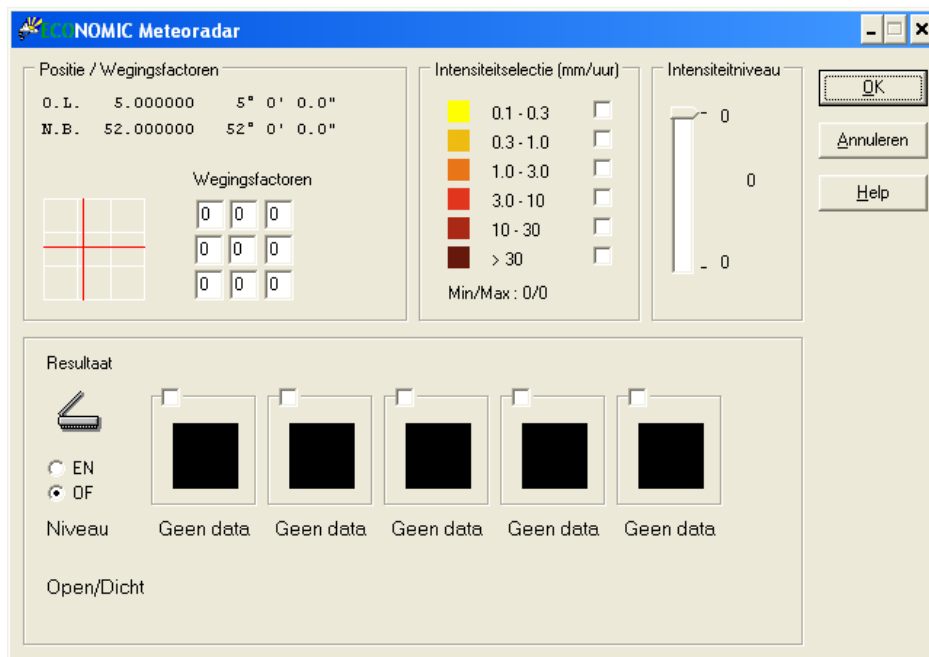 ECONOMIC Meteoradar
Positie / Wegingsfactoren
O.L. 5.000000 5° 0' 0.0"
N.B. 52.000000 52° 0' 0.0"
Wegingsfactoren
0 0 0
0 0 0
0 0 0
Intensiteitselectie (mm/uur)
0.1 - 0.3
0.3 - 1.0
1.0 - 3.0
3.0 - 10
10 - 30
> 30
Min/Max : 0/0
Intensiteitniveau
0
0
0
OK
Annuleren
Help
Resultaat
EN
OF
Niveau Geen data Geen data Geen data Geen data Geen data
Open/Dicht